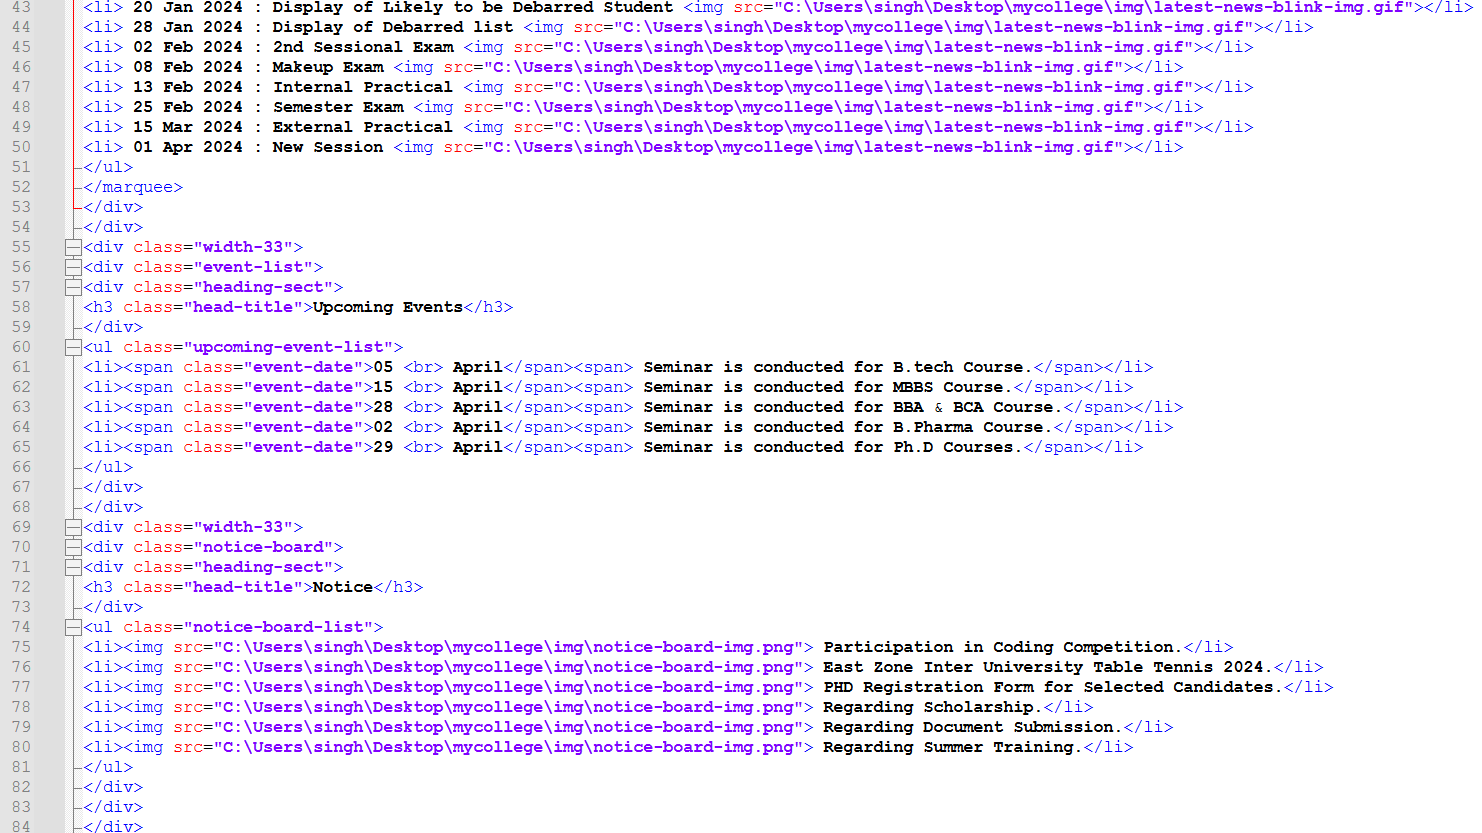 43 <li> 20 Jan 2024 : Display of Likely to be Debarred Student <img src="C:\Users\singh\Desktop\mycollege\img\latest-news-blink-img.gif"></li>
44 <li> 28 Jan 2024 : Display of Debarred list <img src="C:\Users\singh\Desktop\mycollege\img\latest-news-blink-img.gif"></li>
45 <li> 02 Feb 2024 : 2nd Sessional Exam <img src="C:\Users\singh\Desktop\mycollege\img\latest-news-blink-img.gif"></li>
46 <li> 08 Feb 2024 : Makeup Exam <img src="C:\Users\singh\Desktop\mycollege\img\latest-news-blink-img.gif"></li>
47 <li> 13 Feb 2024 : Internal Practical <img src="C:\Users\singh\Desktop\mycollege\img\latest-news-blink-img.gif"></li>
48 <li> 25 Feb 2024 : Semester Exam <img src="C:\Users\singh\Desktop\mycollege\img\latest-news-blink-img.gif"></li>
49 <li> 15 Mar 2024 : External Practical <img src="C:\Users\singh\Desktop\mycollege\img\latest-news-blink-img.gif"></li>
50 <li> 01 Apr 2024 : New Session <img src="C:\Users\singh\Desktop\mycollege\img\latest-news-blink-img.gif"></li>
51 </ul>
52 </marquee>
53 </div>
54 </div>
55 <div class="width-33">
56 <div class="event-list">
57 <div class="heading-sect">
58 <h3 class="head-title">Upcoming Events</h3>
59 </div>
60 <ul class="upcoming-event-list">
61 <li><span class="event-date">05 <br> April</span><span> Seminar is conducted for B.tech Course.</span></li>
62 <li><span class="event-date">15 <br> April</span><span> Seminar is conducted for MBBS Course.</span></li>
63 <li><span class="event-date">28 <br> April</span><span> Seminar is conducted for BBA & BCA Course.</span></li>
64 <li><span class="event-date">02 <br> April</span><span> Seminar is conducted for B.Pharma Course.</span></li>
65 <li><span class="event-date">29 <br> April</span><span> Seminar is conducted for Ph.D Courses.</span></li>
66 </ul>
67 </div>
68 </div>
69 <div class="width-33">
70 <div class="notice-board">
71 <div class="heading-sect">
72 <h3 class="head-title">Notice</h3>
73 </div>
74 <ul class="notice-board-list">
75 <li><img src="C:\Users\singh\Desktop\mycollege\img\notice-board-img.png"> Participation in Coding Competition.</li>
76 <li><img src="C:\Users\singh\Desktop\mycollege\img\notice-board-img.png"> East Zone Inter University Table Tennis 2024.</li>
77 <li><img src="C:\Users\singh\Desktop\mycollege\img\notice-board-img.png"> PHD Registration Form for Selected Candidates.</li>
78 <li><img src="C:\Users\singh\Desktop\mycollege\img\notice-board-img.png"> Regarding Scholarship.</li>
79 <li><img src="C:\Users\singh\Desktop\mycollege\img\notice-board-img.png"> Regarding Document Submission.</li>
80 <li><img src="C:\Users\singh\Desktop\mycollege\img\notice-board-img.png"> Regarding Summer Training.</li>
81 </ul>
82 </div>
83 </div>
84 </div>